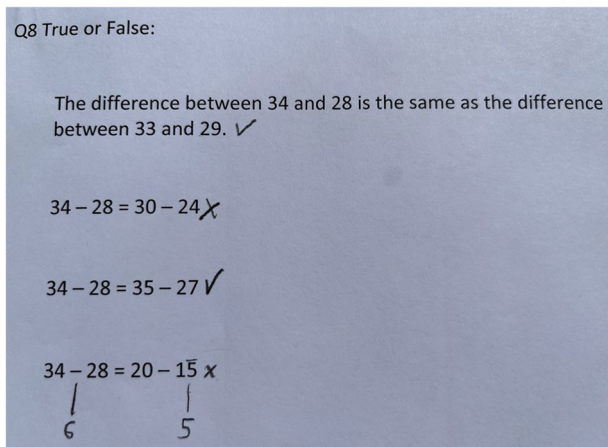 Q8 True or False:
The difference between 34 and 28 is the same as the difference
between 33 and 29. ✓
34 – 28 = 30 – 24 ✗
34 – 28 = 35 – 27 ✓
34 – 28 = 20 – 15 ✗
6 5